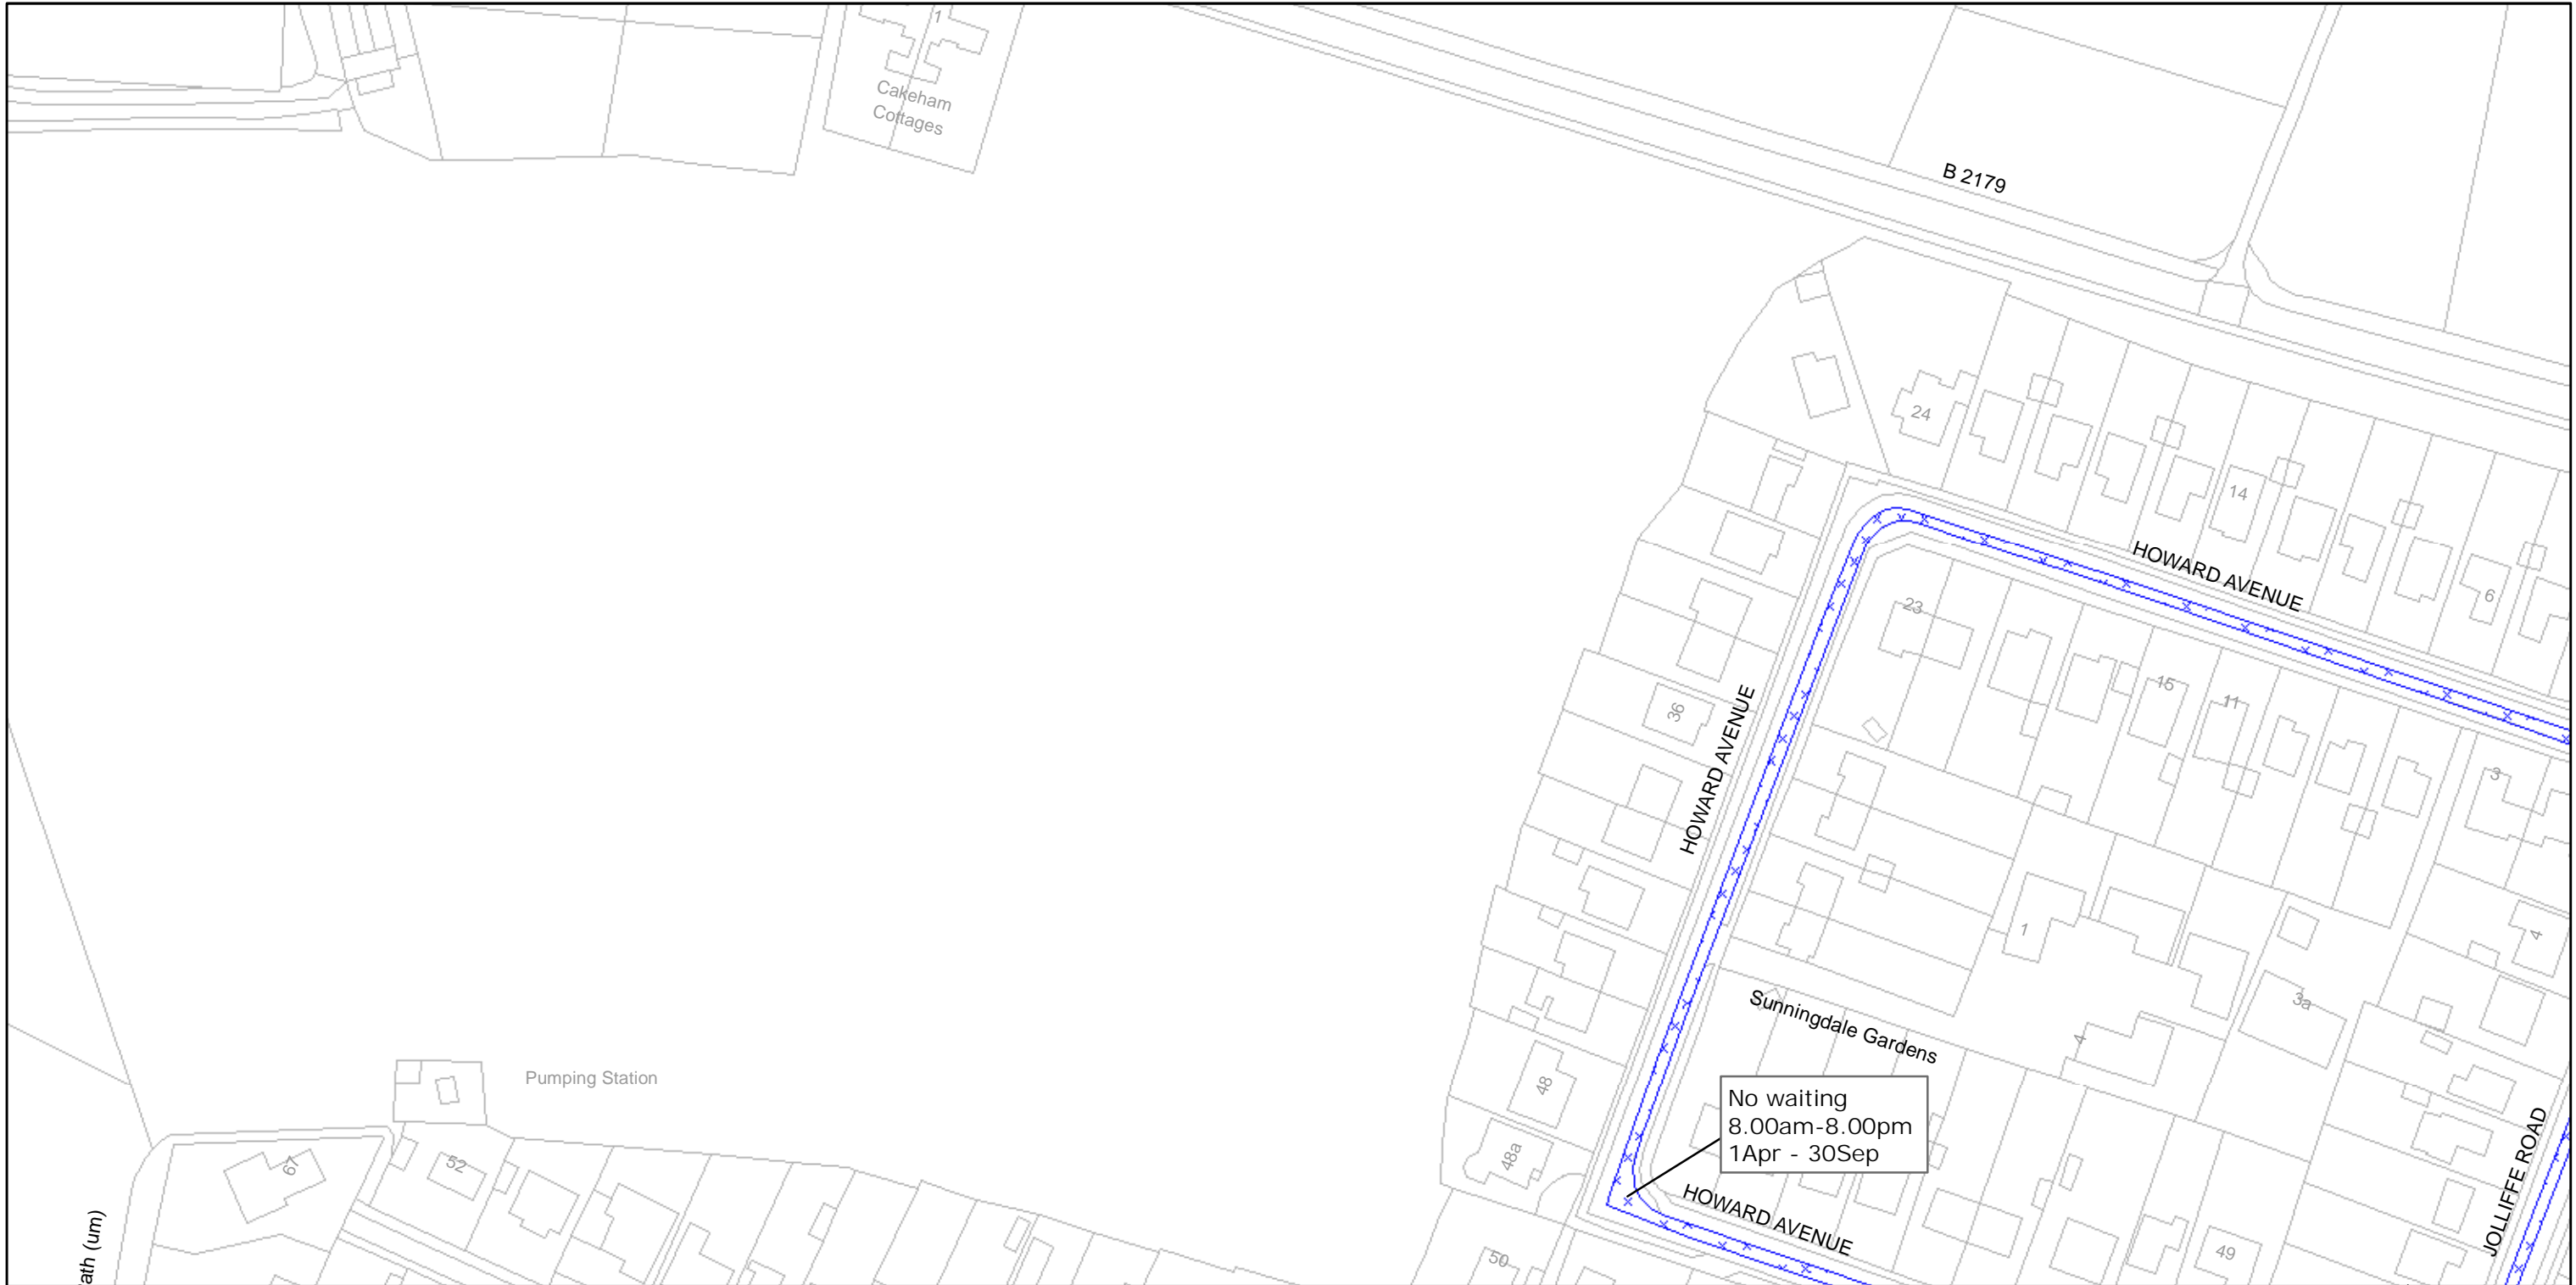 1
Cakeham
Cottages
B 2179
24
14
HOWARD AVENUE
6
23
15
11
36
HOWARD AVENUE
3
1
4
Sunningdale Gardens
3a
4
Pumping Station
48
No waiting
8.00am-8.00pm
1Apr - 30Sep
48a
67
52
HOWARD AVENUE
JOLLIFFE ROAD
ath (um)
50
49